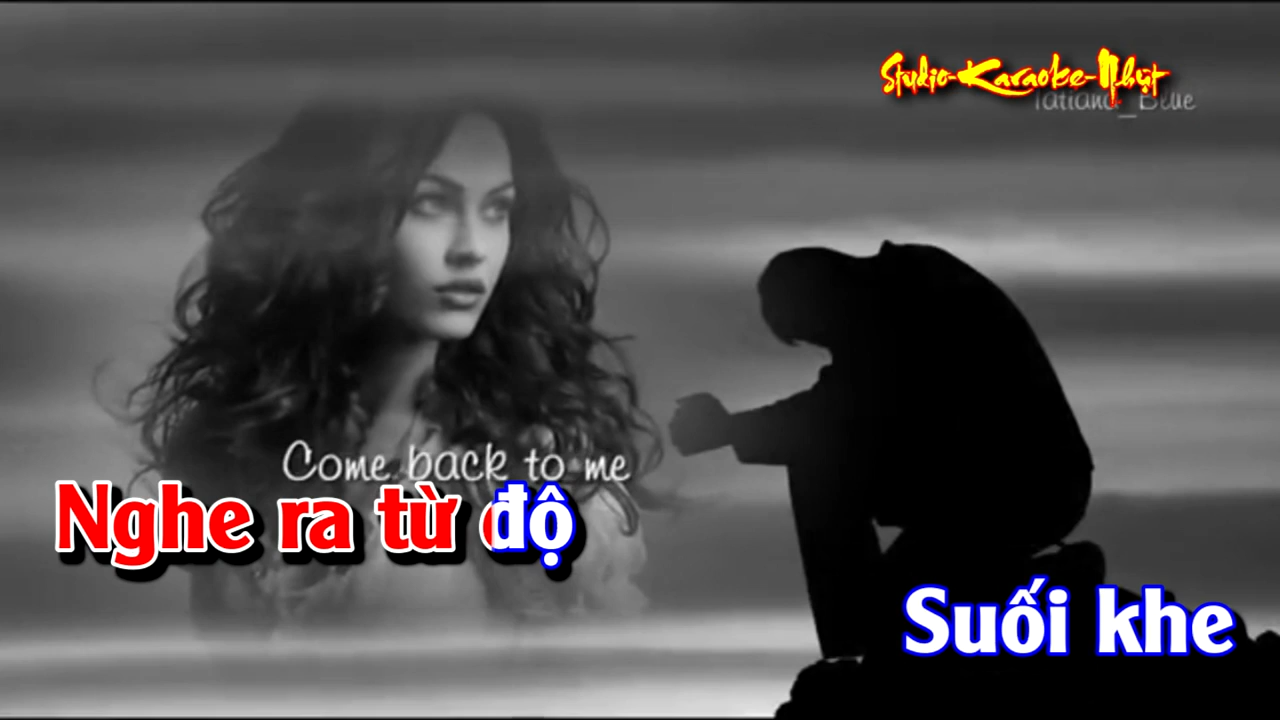 Studio-Karaoke-Nhựt
Tatiana_Blue
Come back to me
Nghe ra từ độ
Suối khe